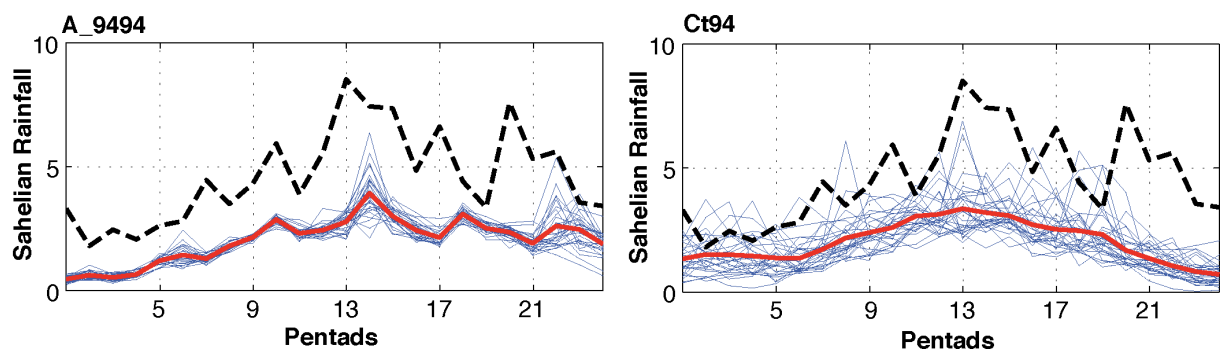 A_9494
10
5
0
Sahelian Rainfall
5 9 13 17 21
Pentads
Ct94
10
5
0
Sahelian Rainfall
5 9 13 17 21
Pentads